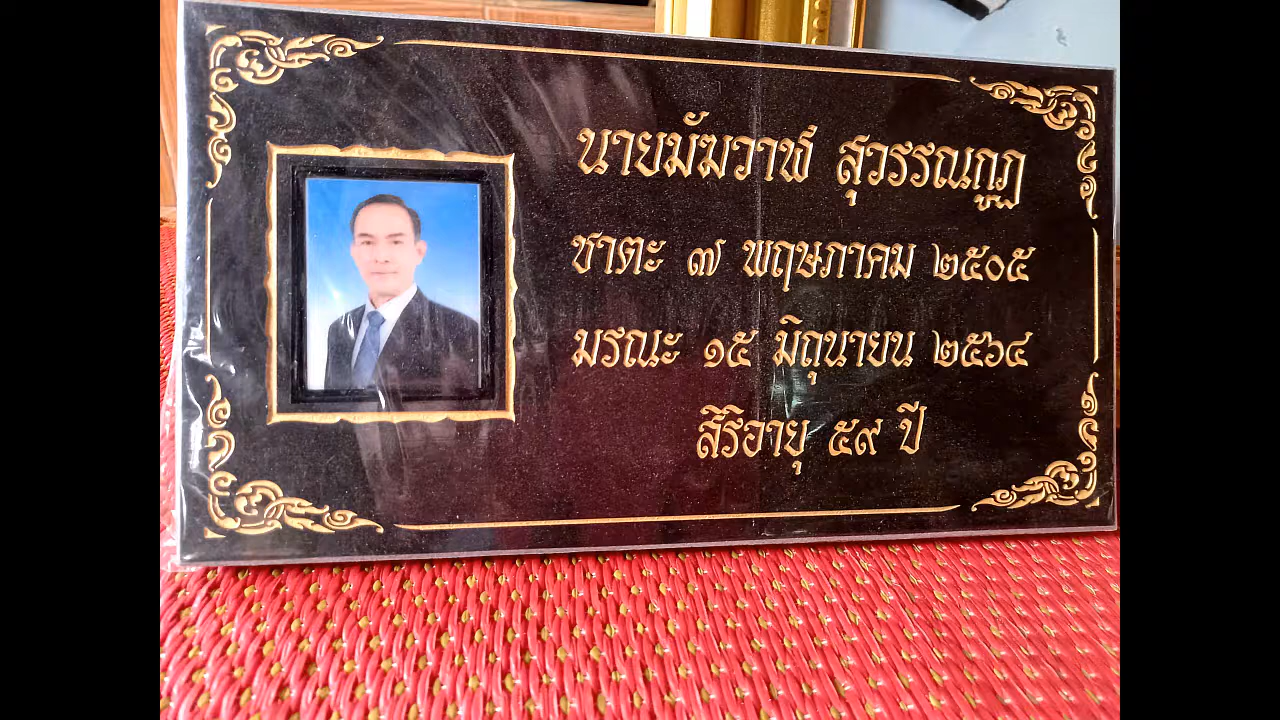 นายมัฆวาฬ สุวรรณกูฏ
ชาตะ ๗ พฤษภาคม ๒๕๐๕
มรณะ ๑๕ มิถุนายน ๒๕๖๔
สิริอายุ ๕๙ ปี